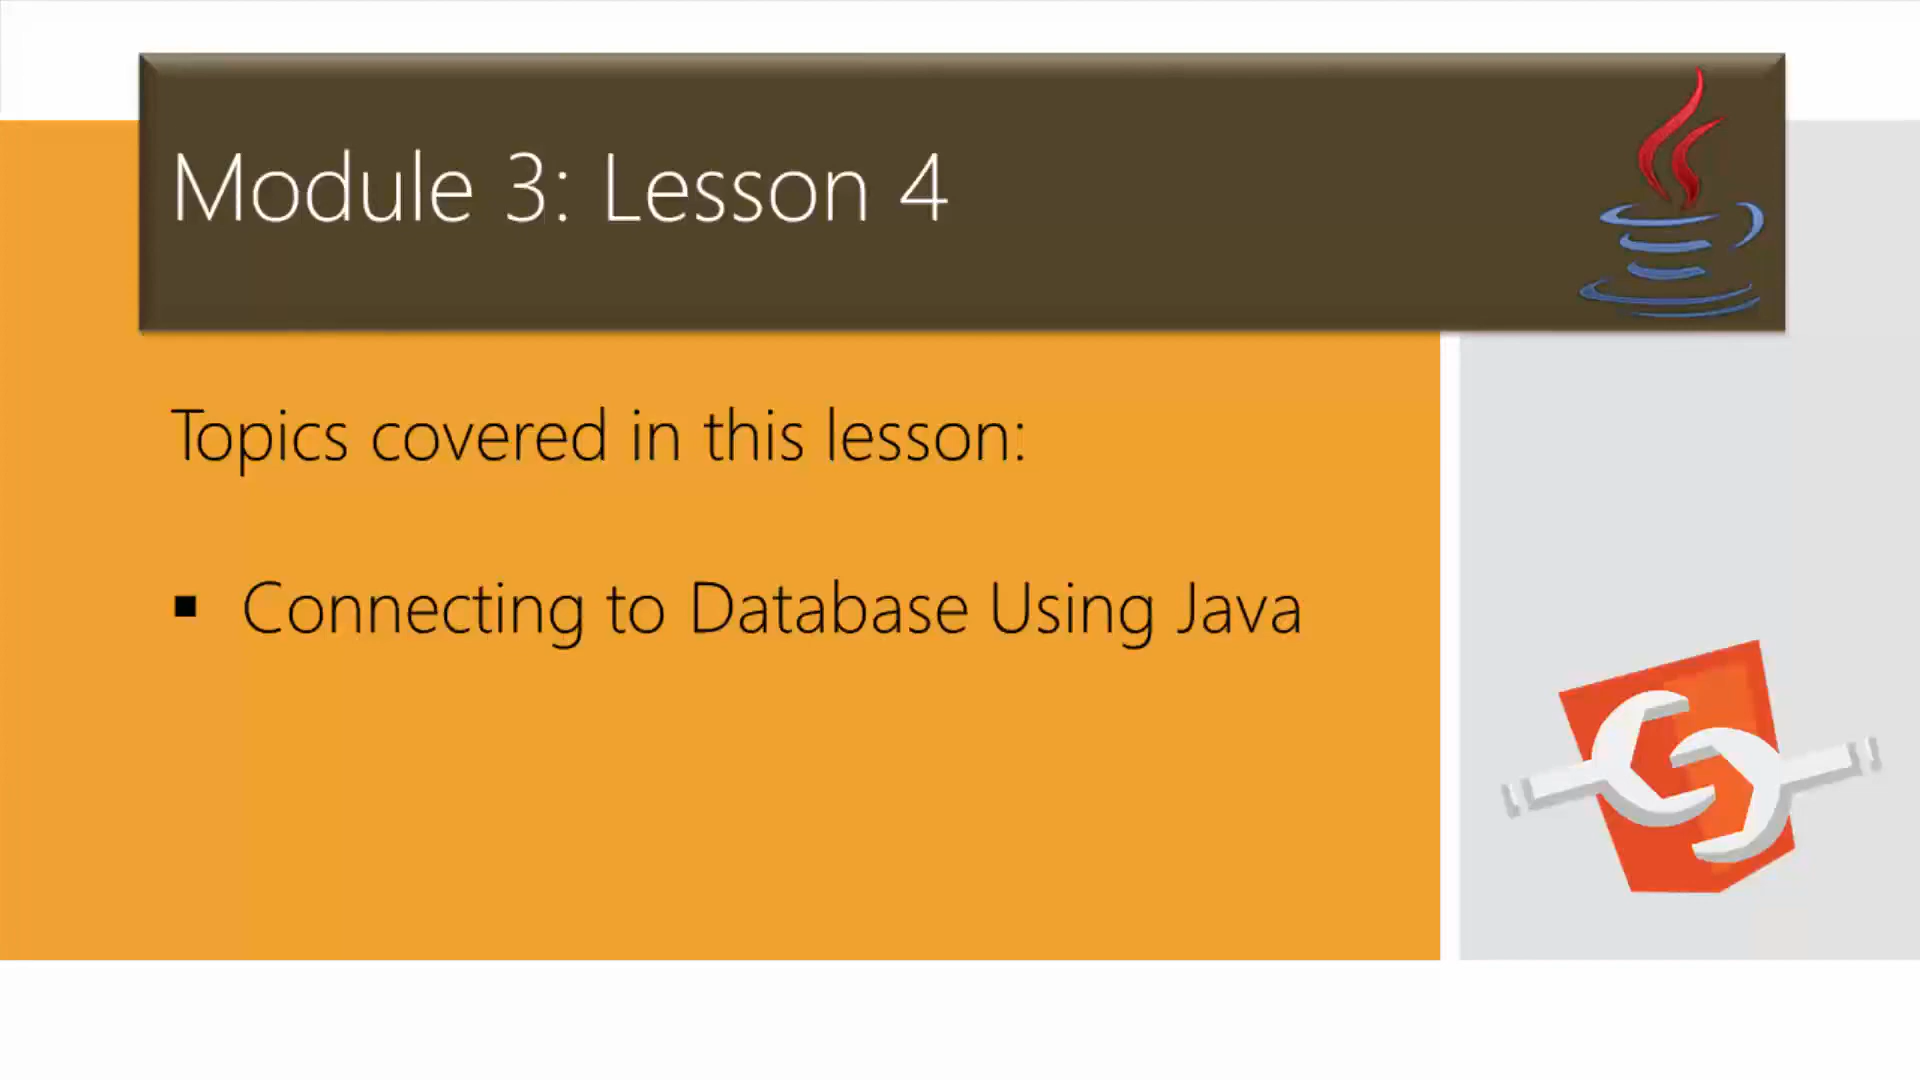 Module 3: Lesson 4
Topics covered in this lesson:
▪ Connecting to Database Using Java